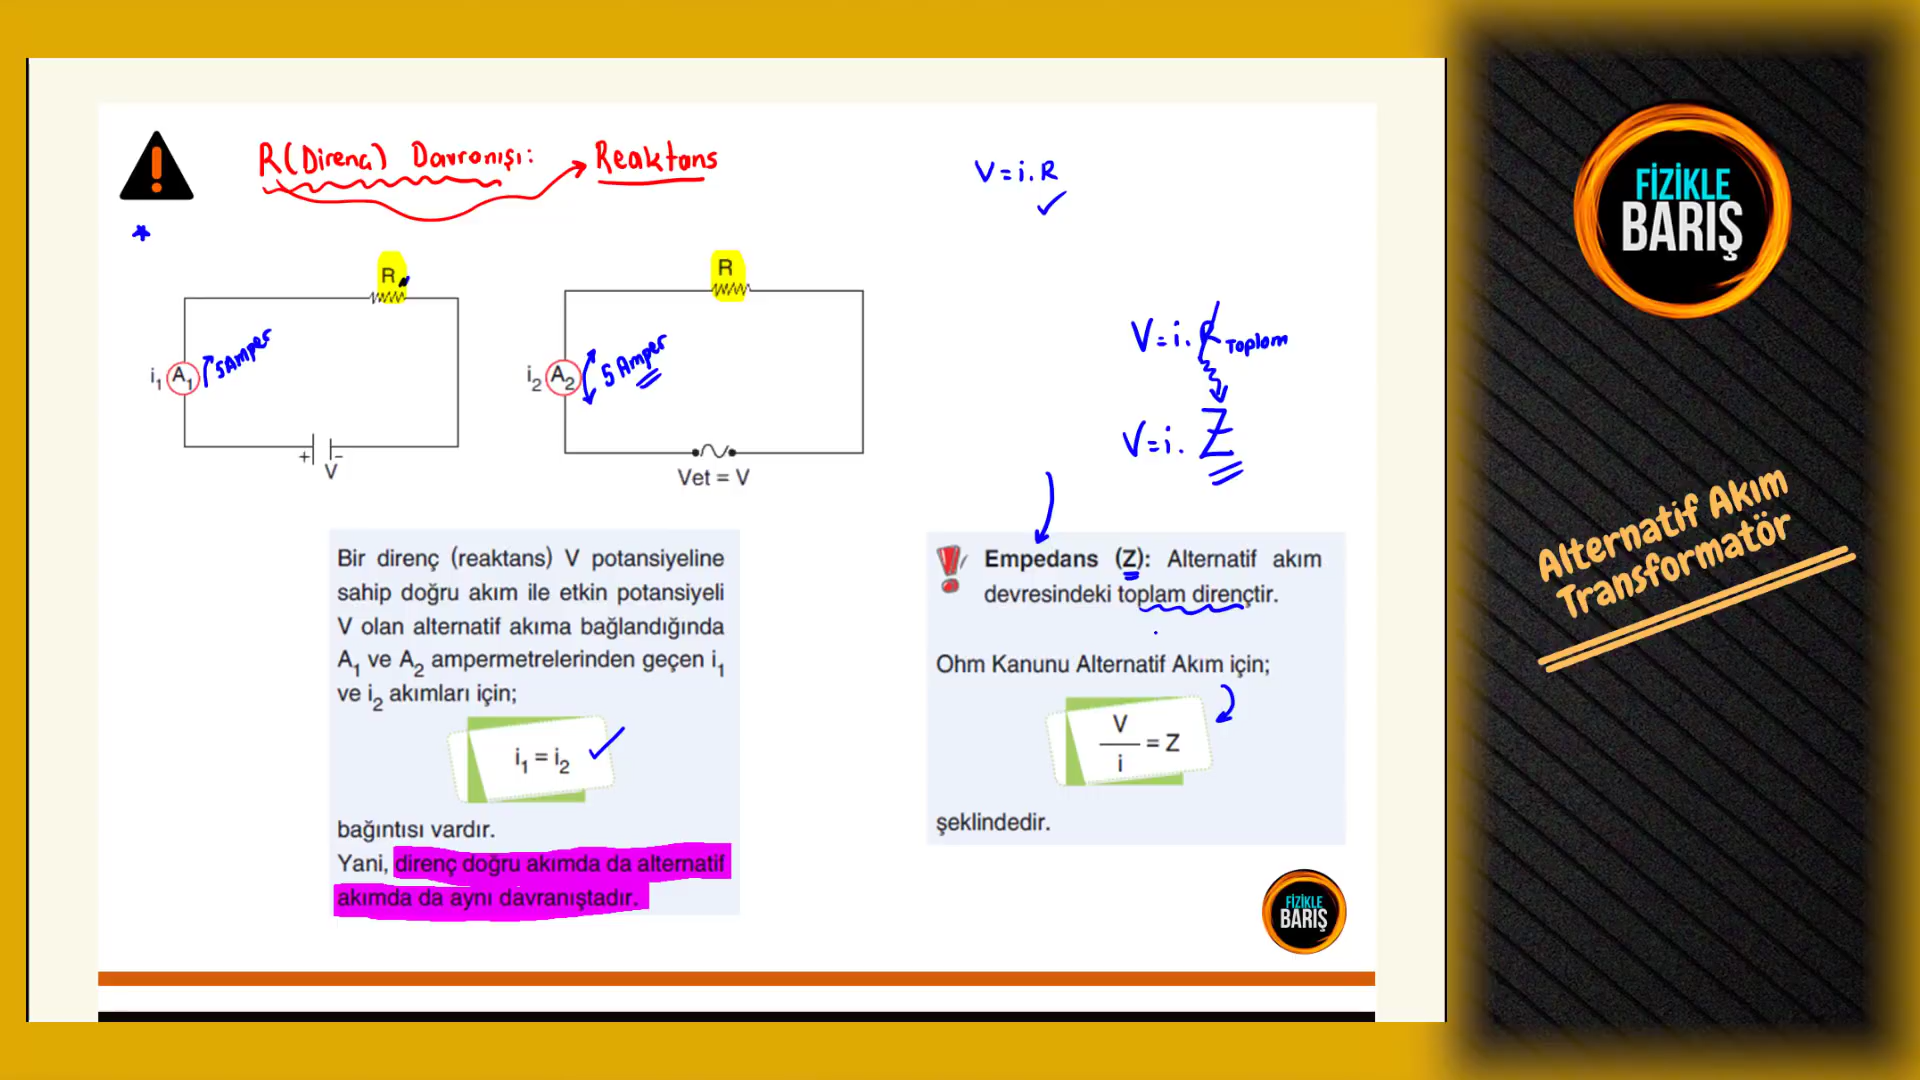 R(Direnç) Davranışı: Reaktans
V=i.R
R
5 Amper
i1 A1
+ -
V
R
5 Amper
i2 A2
Vet = V
V=i.R Toplam
V=i.Z
Bir direnç (reaktans) V potansiyeline
sahip doğru akım ile etkin potansiyeli
V olan alternatif akıma bağlandığında
A1 ve A2 ampermetrelerinden geçen i1
ve i2 akımları için;
i1 = i2
bağıntısı vardır.
Yani, direnç doğru akımda da alternatif
akımda da aynı davranıştadır.
Empedans (Z): Alternatif akım
devresindeki toplam dirençtir.
Ohm Kanunu Alternatif Akım için;
V
i
= Z
şeklindedir.
FİZİKLE
BARIŞ
FİZİKLE
BARIŞ
Alternatif Akım
Transformatör